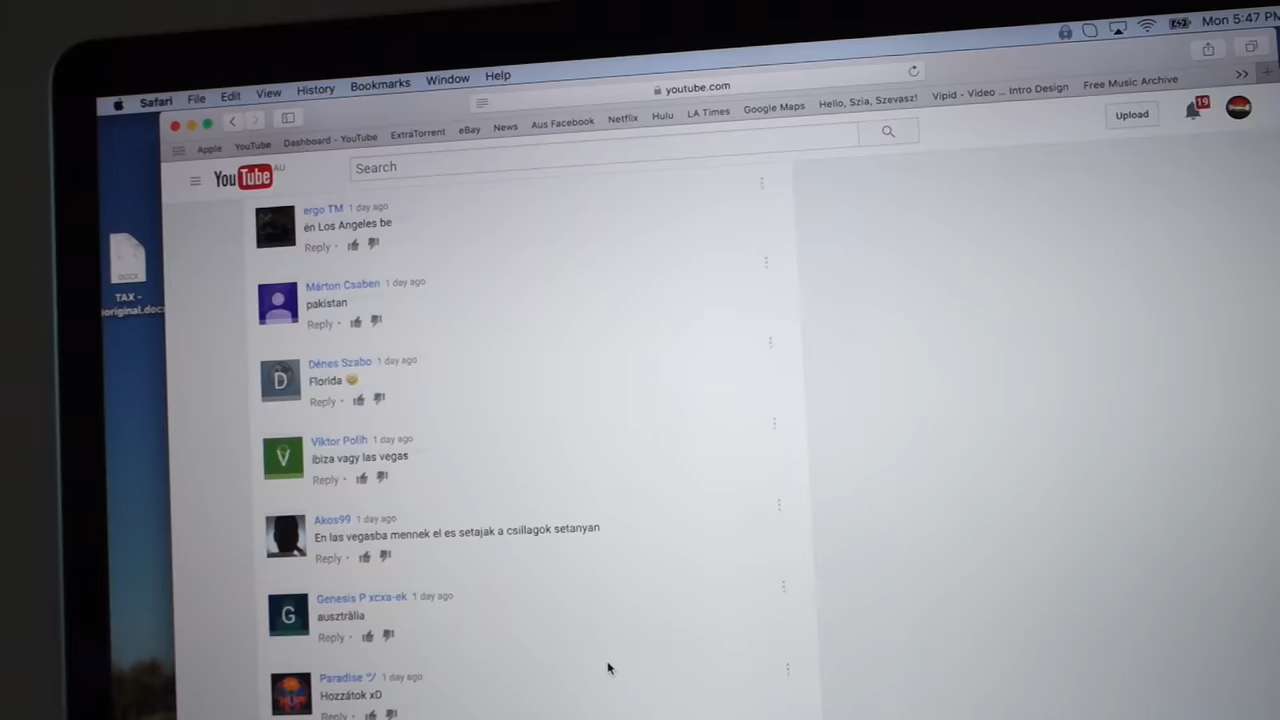 Safari File Edit View History Bookmarks Window Help Mon 5:47 PM
youtube.com
Apple YouTube Dashboard - YouTube ExtraTorrent eBay News Aus Facebook Netflix Hulu LA Times Google Maps Hello, Szia, Szevasz! Vipid - Video ... Intro Design Free Music Archive >>
YouTube AU Search Upload 19
ergo TM 1 day ago
én Los Angeles be
Reply
Márton Csaben 1 day ago
pakistan
Reply
DOCX
TAX -
original.docx
Dénes Szabo 1 day ago
D
Florida
Reply
Viktor Polih 1 day ago
V
ibiza vagy las vegas
Reply
Akos99 1 day ago
En las vegasba mennek el es setajak a csillagok setanyan
Reply
Genesis P xcxa-ek 1 day ago
G
ausztrália
Reply
Paradise ツ 1 day ago
Hozzátok xD
Reply